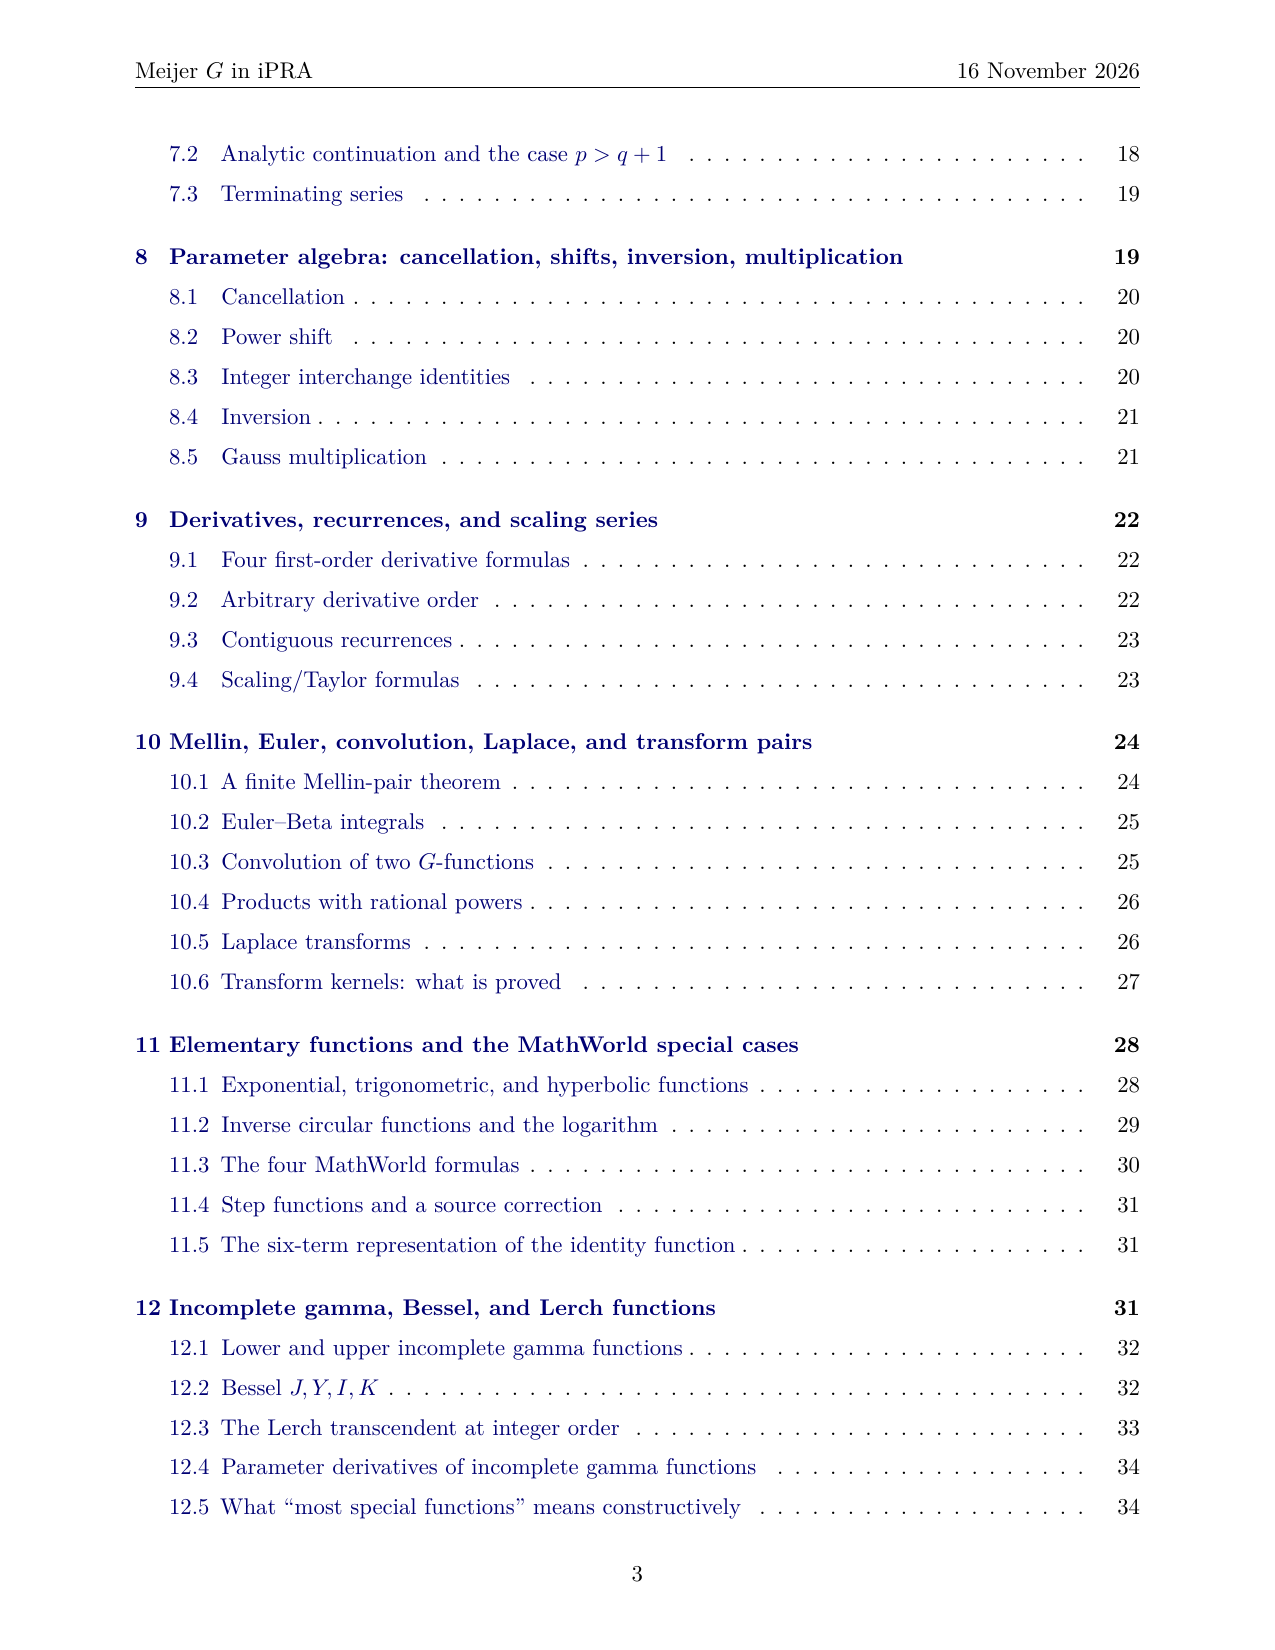 Meijer G in iPRA 16 November 2026
7.2 Analytic continuation and the case p > q + 1 . . . . . . . . . . . . . . . . . . . . . . . 18
7.3 Terminating series . . . . . . . . . . . . . . . . . . . . . . . . . . . . . . . . . . . . . . 19
8 Parameter algebra: cancellation, shifts, inversion, multiplication 19
8.1 Cancellation . . . . . . . . . . . . . . . . . . . . . . . . . . . . . . . . . . . . . . . . . . 20
8.2 Power shift . . . . . . . . . . . . . . . . . . . . . . . . . . . . . . . . . . . . . . . . . . 20
8.3 Integer interchange identities . . . . . . . . . . . . . . . . . . . . . . . . . . . . . . . . 20
8.4 Inversion . . . . . . . . . . . . . . . . . . . . . . . . . . . . . . . . . . . . . . . . . . . . 21
8.5 Gauss multiplication . . . . . . . . . . . . . . . . . . . . . . . . . . . . . . . . . . . . . 21
9 Derivatives, recurrences, and scaling series 22
9.1 Four first-order derivative formulas . . . . . . . . . . . . . . . . . . . . . . . . . . . . . 22
9.2 Arbitrary derivative order . . . . . . . . . . . . . . . . . . . . . . . . . . . . . . . . . . 22
9.3 Contiguous recurrences . . . . . . . . . . . . . . . . . . . . . . . . . . . . . . . . . . . . 23
9.4 Scaling/Taylor formulas . . . . . . . . . . . . . . . . . . . . . . . . . . . . . . . . . . . 23
10 Mellin, Euler, convolution, Laplace, and transform pairs 24
10.1 A finite Mellin-pair theorem . . . . . . . . . . . . . . . . . . . . . . . . . . . . . . . . . 24
10.2 Euler–Beta integrals . . . . . . . . . . . . . . . . . . . . . . . . . . . . . . . . . . . . . 25
10.3 Convolution of two G-functions . . . . . . . . . . . . . . . . . . . . . . . . . . . . . . . 25
10.4 Products with rational powers . . . . . . . . . . . . . . . . . . . . . . . . . . . . . . . . 26
10.5 Laplace transforms . . . . . . . . . . . . . . . . . . . . . . . . . . . . . . . . . . . . . . 26
10.6 Transform kernels: what is proved . . . . . . . . . . . . . . . . . . . . . . . . . . . . . 27
11 Elementary functions and the MathWorld special cases 28
11.1 Exponential, trigonometric, and hyperbolic functions . . . . . . . . . . . . . . . . . . . 28
11.2 Inverse circular functions and the logarithm . . . . . . . . . . . . . . . . . . . . . . . . 29
11.3 The four MathWorld formulas . . . . . . . . . . . . . . . . . . . . . . . . . . . . . . . . 30
11.4 Step functions and a source correction . . . . . . . . . . . . . . . . . . . . . . . . . . . 31
11.5 The six-term representation of the identity function . . . . . . . . . . . . . . . . . . . . 31
12 Incomplete gamma, Bessel, and Lerch functions 31
12.1 Lower and upper incomplete gamma functions . . . . . . . . . . . . . . . . . . . . . . . 32
12.2 Bessel J, Y, I, K . . . . . . . . . . . . . . . . . . . . . . . . . . . . . . . . . . . . . . . . 32
12.3 The Lerch transcendent at integer order . . . . . . . . . . . . . . . . . . . . . . . . . . 33
12.4 Parameter derivatives of incomplete gamma functions . . . . . . . . . . . . . . . . . . 34
12.5 What “most special functions” means constructively . . . . . . . . . . . . . . . . . . . 34
3